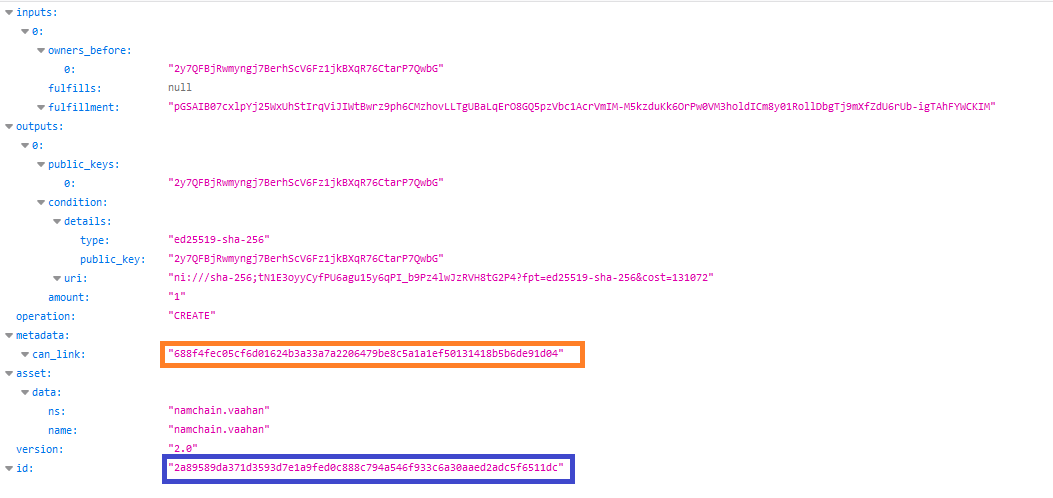 inputs:
0:
owners_before:
0: "2y7QFBjRwmyngj7BerhScV6Fz1jkBXqR76CtarP7QwbG"
fulfills: null
fulfillment: "pGSAIB07cxlpYj25WxUhStIrqViJIWtBwrz9ph6CMzhovLLTgUBaLqErO8GQ5pzVbc1AcrVmIM-M5kzduKk6OrPw0VM3holdICm8y01RollDbgTj9mXfZdU6rUb-igTAhFYWCKIM"
outputs:
0:
public_keys:
0: "2y7QFBjRwmyngj7BerhScV6Fz1jkBXqR76CtarP7QwbG"
condition:
details:
type: "ed25519-sha-256"
public_key: "2y7QFBjRwmyngj7BerhScV6Fz1jkBXqR76CtarP7QwbG"
uri: "ni:///sha-256;tN1E3oyyCyfPU6agu15y6qPI_b9Pz4lwJzRVH8tG2P4?fpt=ed25519-sha-256&cost=131072"
amount: "1"
operation: "CREATE"
metadata:
can_link: "688f4fec05cf6d01624b3a33a7a2206479be8c5a1a1ef50131418b5b6de91d04"
asset:
data:
ns: "namchain.vaahan"
name: "namchain.vaahan"
version: "2.0"
id: "2a89589da371d3593d7e1a9fed0c888c794a546f933c6a30aaed2adc5f6511dc"